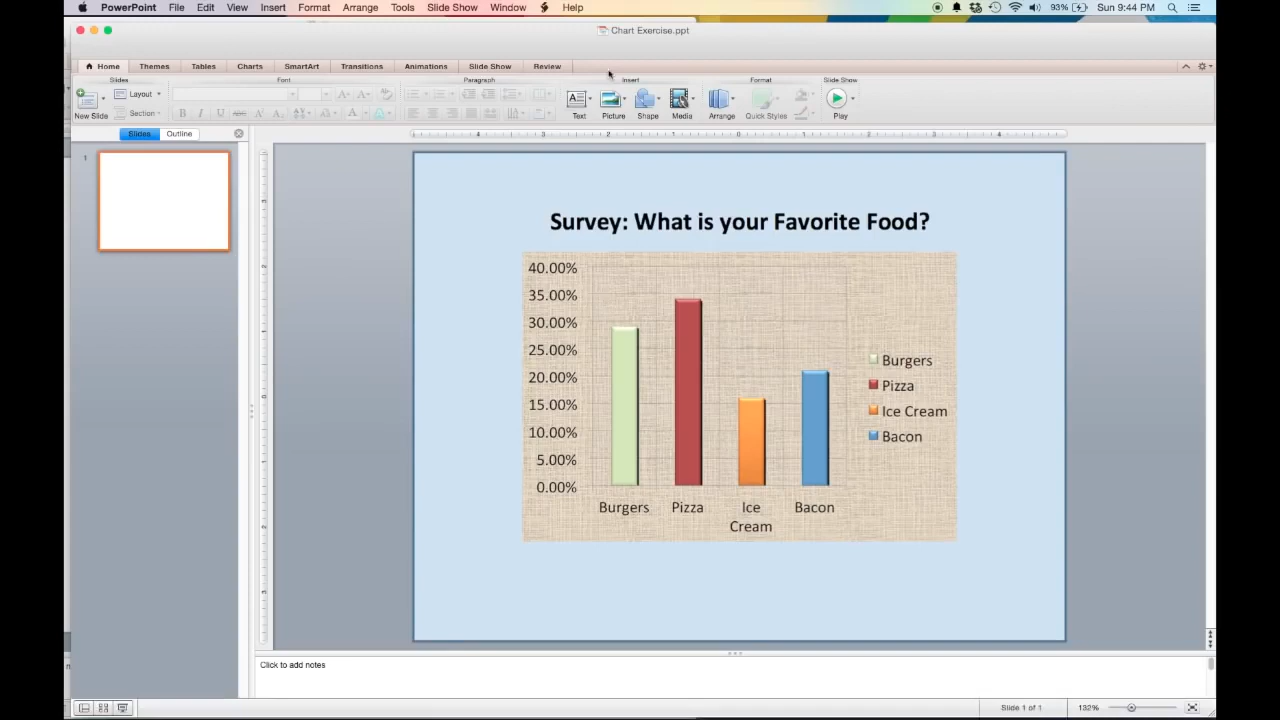 PowerPoint File Edit View Insert Format Arrange Tools Slide Show Window Help 93% Sun 9:44 PM
Chart Exercise.ppt
Home Themes Tables Charts SmartArt Transitions Animations Slide Show Review
Slides Font Paragraph Insert Format Slide Show
Layout
Section
New Slide Text Picture Shape Media Arrange Quick Styles Play
Slides Outline
1
Survey: What is your Favorite Food?
40.00%
35.00%
30.00%
25.00%
20.00%
15.00%
10.00%
5.00%
0.00%
Burgers Pizza Ice Cream Bacon
Burgers
Pizza
Ice Cream
Bacon
Click to add notes
Slide 1 of 1 132%